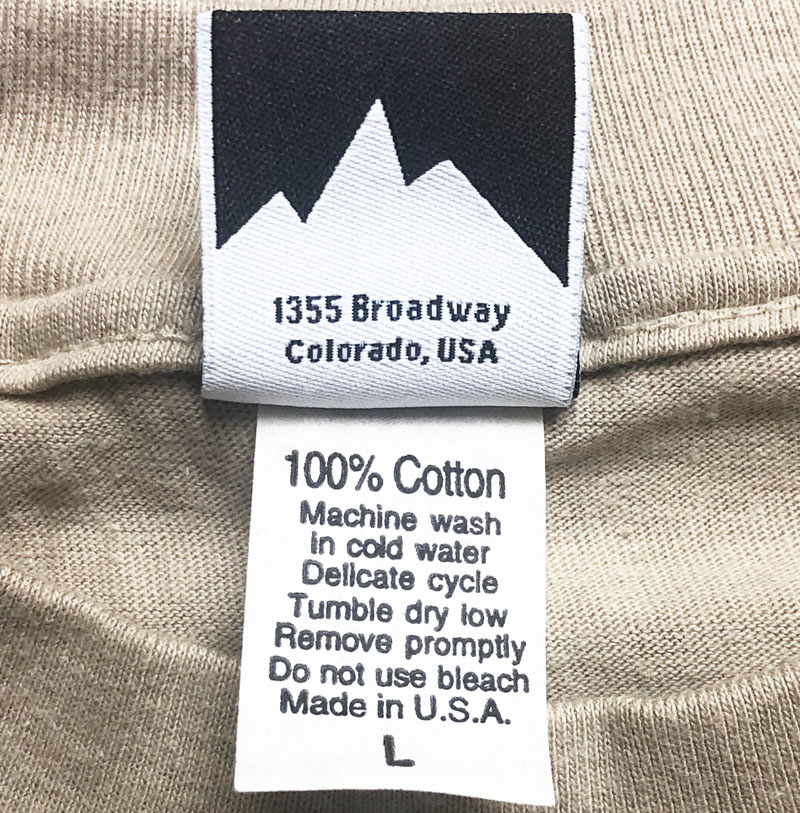 1355 Broadway
Colorado, USA
100% Cotton
Machine wash
in cold water
Delicate cycle
Tumble dry low
Remove promptly
Do not use bleach
Made in U.S.A.
L